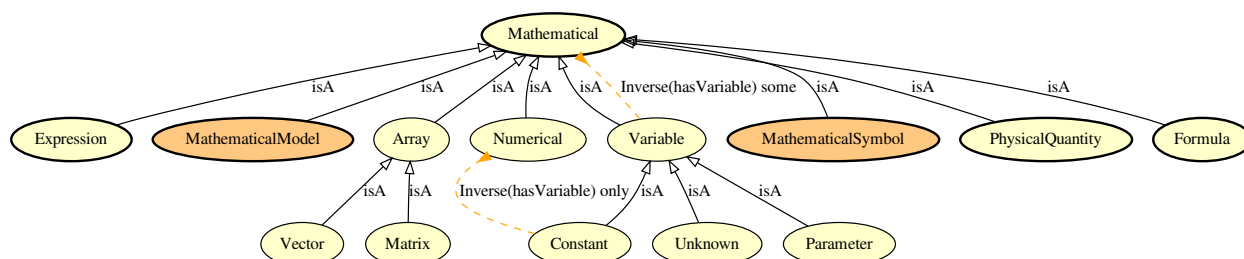 Mathematical
isA isA isA isA isA Inverse(hasVariable) some isA isA isA
Expression MathematicalModel Array Numerical Variable MathematicalSymbol PhysicalQuantity Formula
isA isA Inverse(hasVariable) only isA isA isA
Vector Matrix Constant Unknown Parameter